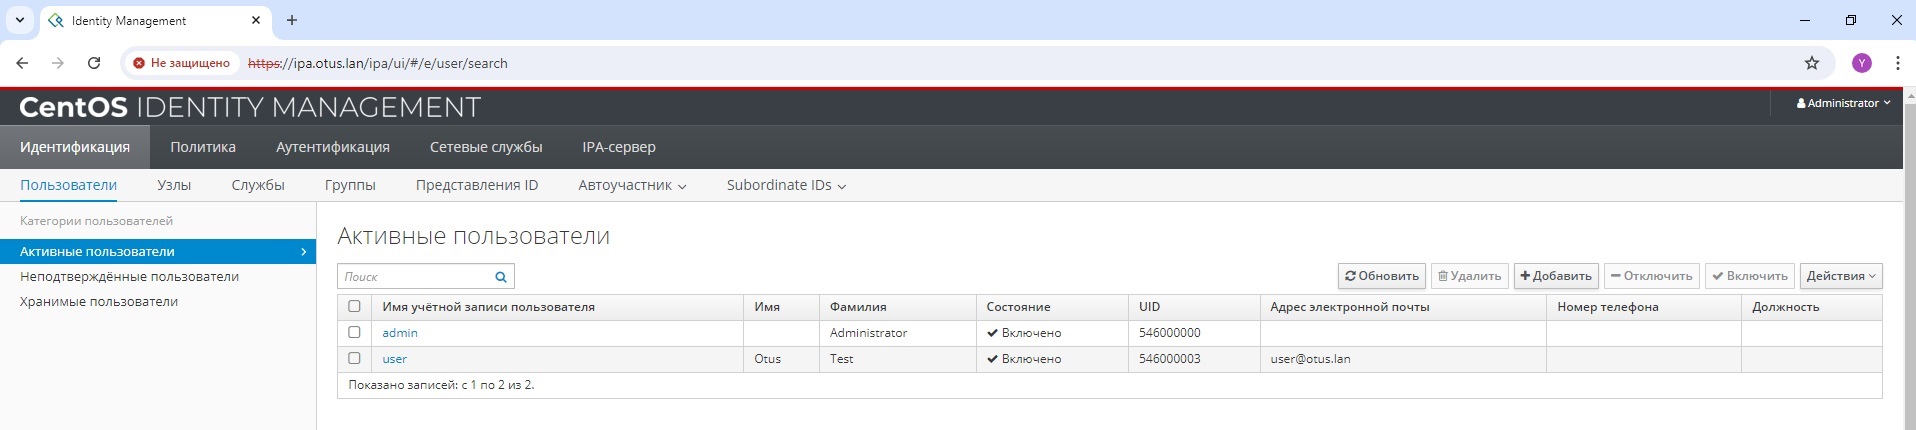 Identity Management
Не защищено https://ipa.otus.lan/ipa/ui/#/e/user/search Y
CentOS IDENTITY MANAGEMENT Administrator
Идентификация Политика Аутентификация Сетевые службы IPA-сервер
Пользователи Узлы Службы Группы Представления ID Автоучастник Subordinate IDs
Категории пользователей
Активные пользователи
Неподтверждённые пользователи
Хранимые пользователи
Активные пользователи
Поиск Обновить Удалить Добавить Отключить Включить Действия
Имя учётной записи пользователя Имя Фамилия Состояние UID Адрес электронной почты Номер телефона Должность
admin Administrator Включено 546000000
user Otus Test Включено 546000003 user@otus.lan
Показано записей: с 1 по 2 из 2.